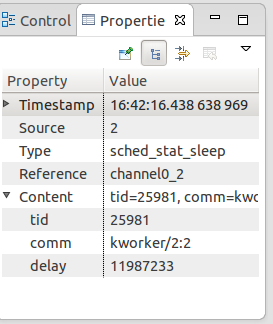 Control Propertie
Property Value
Timestamp 16:42:16.438 638 969
Source 2
Type sched_stat_sleep
Reference channel0_2
Content tid=25981, comm=kwo
tid 25981
comm kworker/2:2
delay 11987233